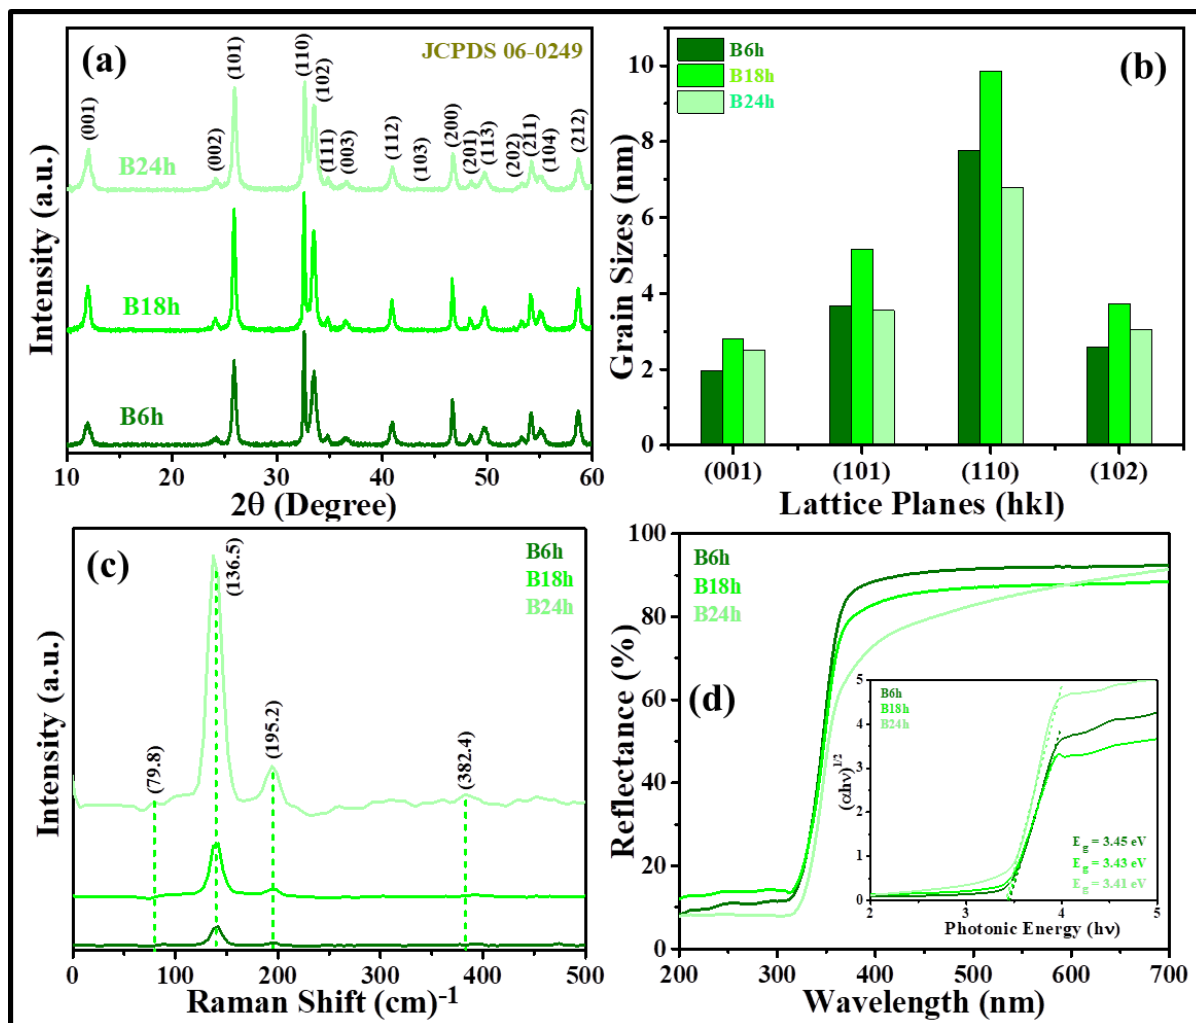 (a)
JCPDS 06-0249
(001)
(002)
(101)
(110)
(102)
(111)
(003)
(112)
(103)
(200)
(201)
(113)
(202)
(211)
(104)
(212)
B24h
B18h
B6h
Intensity (a.u.)
10 20 30 40 50 60
2θ (Degree)
(b)
B6h
B18h
B24h
Grain Sizes (nm)
10
8
6
4
2
0
(001) (101) (110) (102)
Lattice Planes (hkl)
(c)
B6h
B18h
B24h
(79.8)
(136.5)
(195.2)
(382.4)
Intensity (a.u.)
0 100 200 300 400 500
Raman Shift (cm)-1
(d)
B6h
B18h
B24h
Reflectance (%)
100
80
60
40
20
0
200 300 400 500 600 700
Wavelength (nm)
B6h
B18h
B24h
(αhν)1/2
5
4
3
2
1
0
2 3 4 5
Photonic Energy (hν)
Eg = 3.45 eV
Eg = 3.43 eV
Eg = 3.41 eV